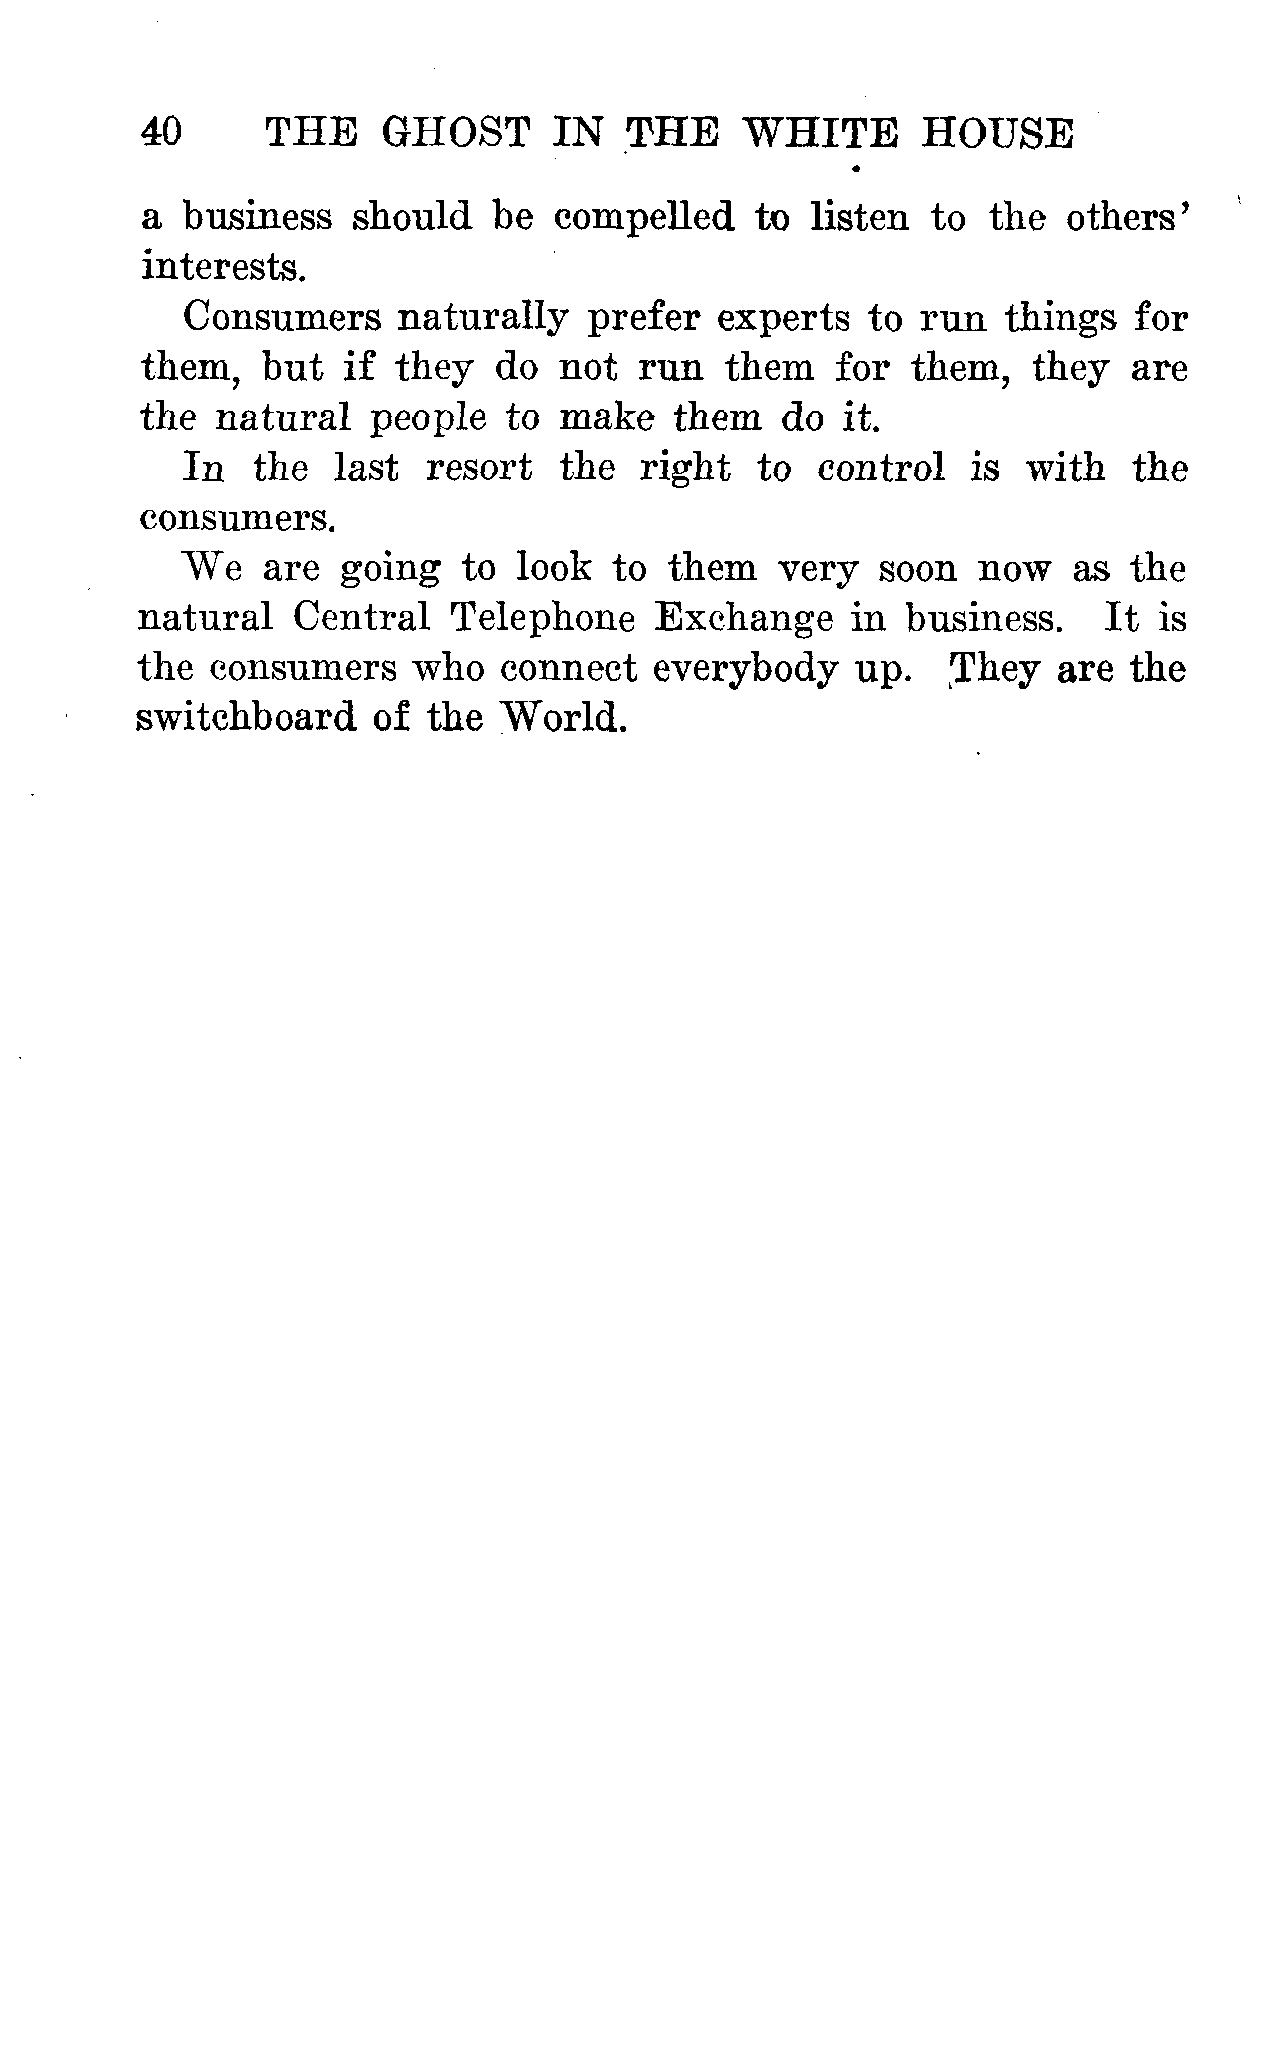 40 THE GHOST IN THE WHITE HOUSE
a business should be compelled to listen to the others'
interests.
Consumers naturally prefer experts to run things for
them, but if they do not run them for them, they are
the natural people to make them do it.
In the last resort the right to control is with the
consumers.
We are going to look to them very soon now as the
natural Central Telephone Exchange in business. It is
the consumers who connect everybody up. They are the
switchboard of the World.